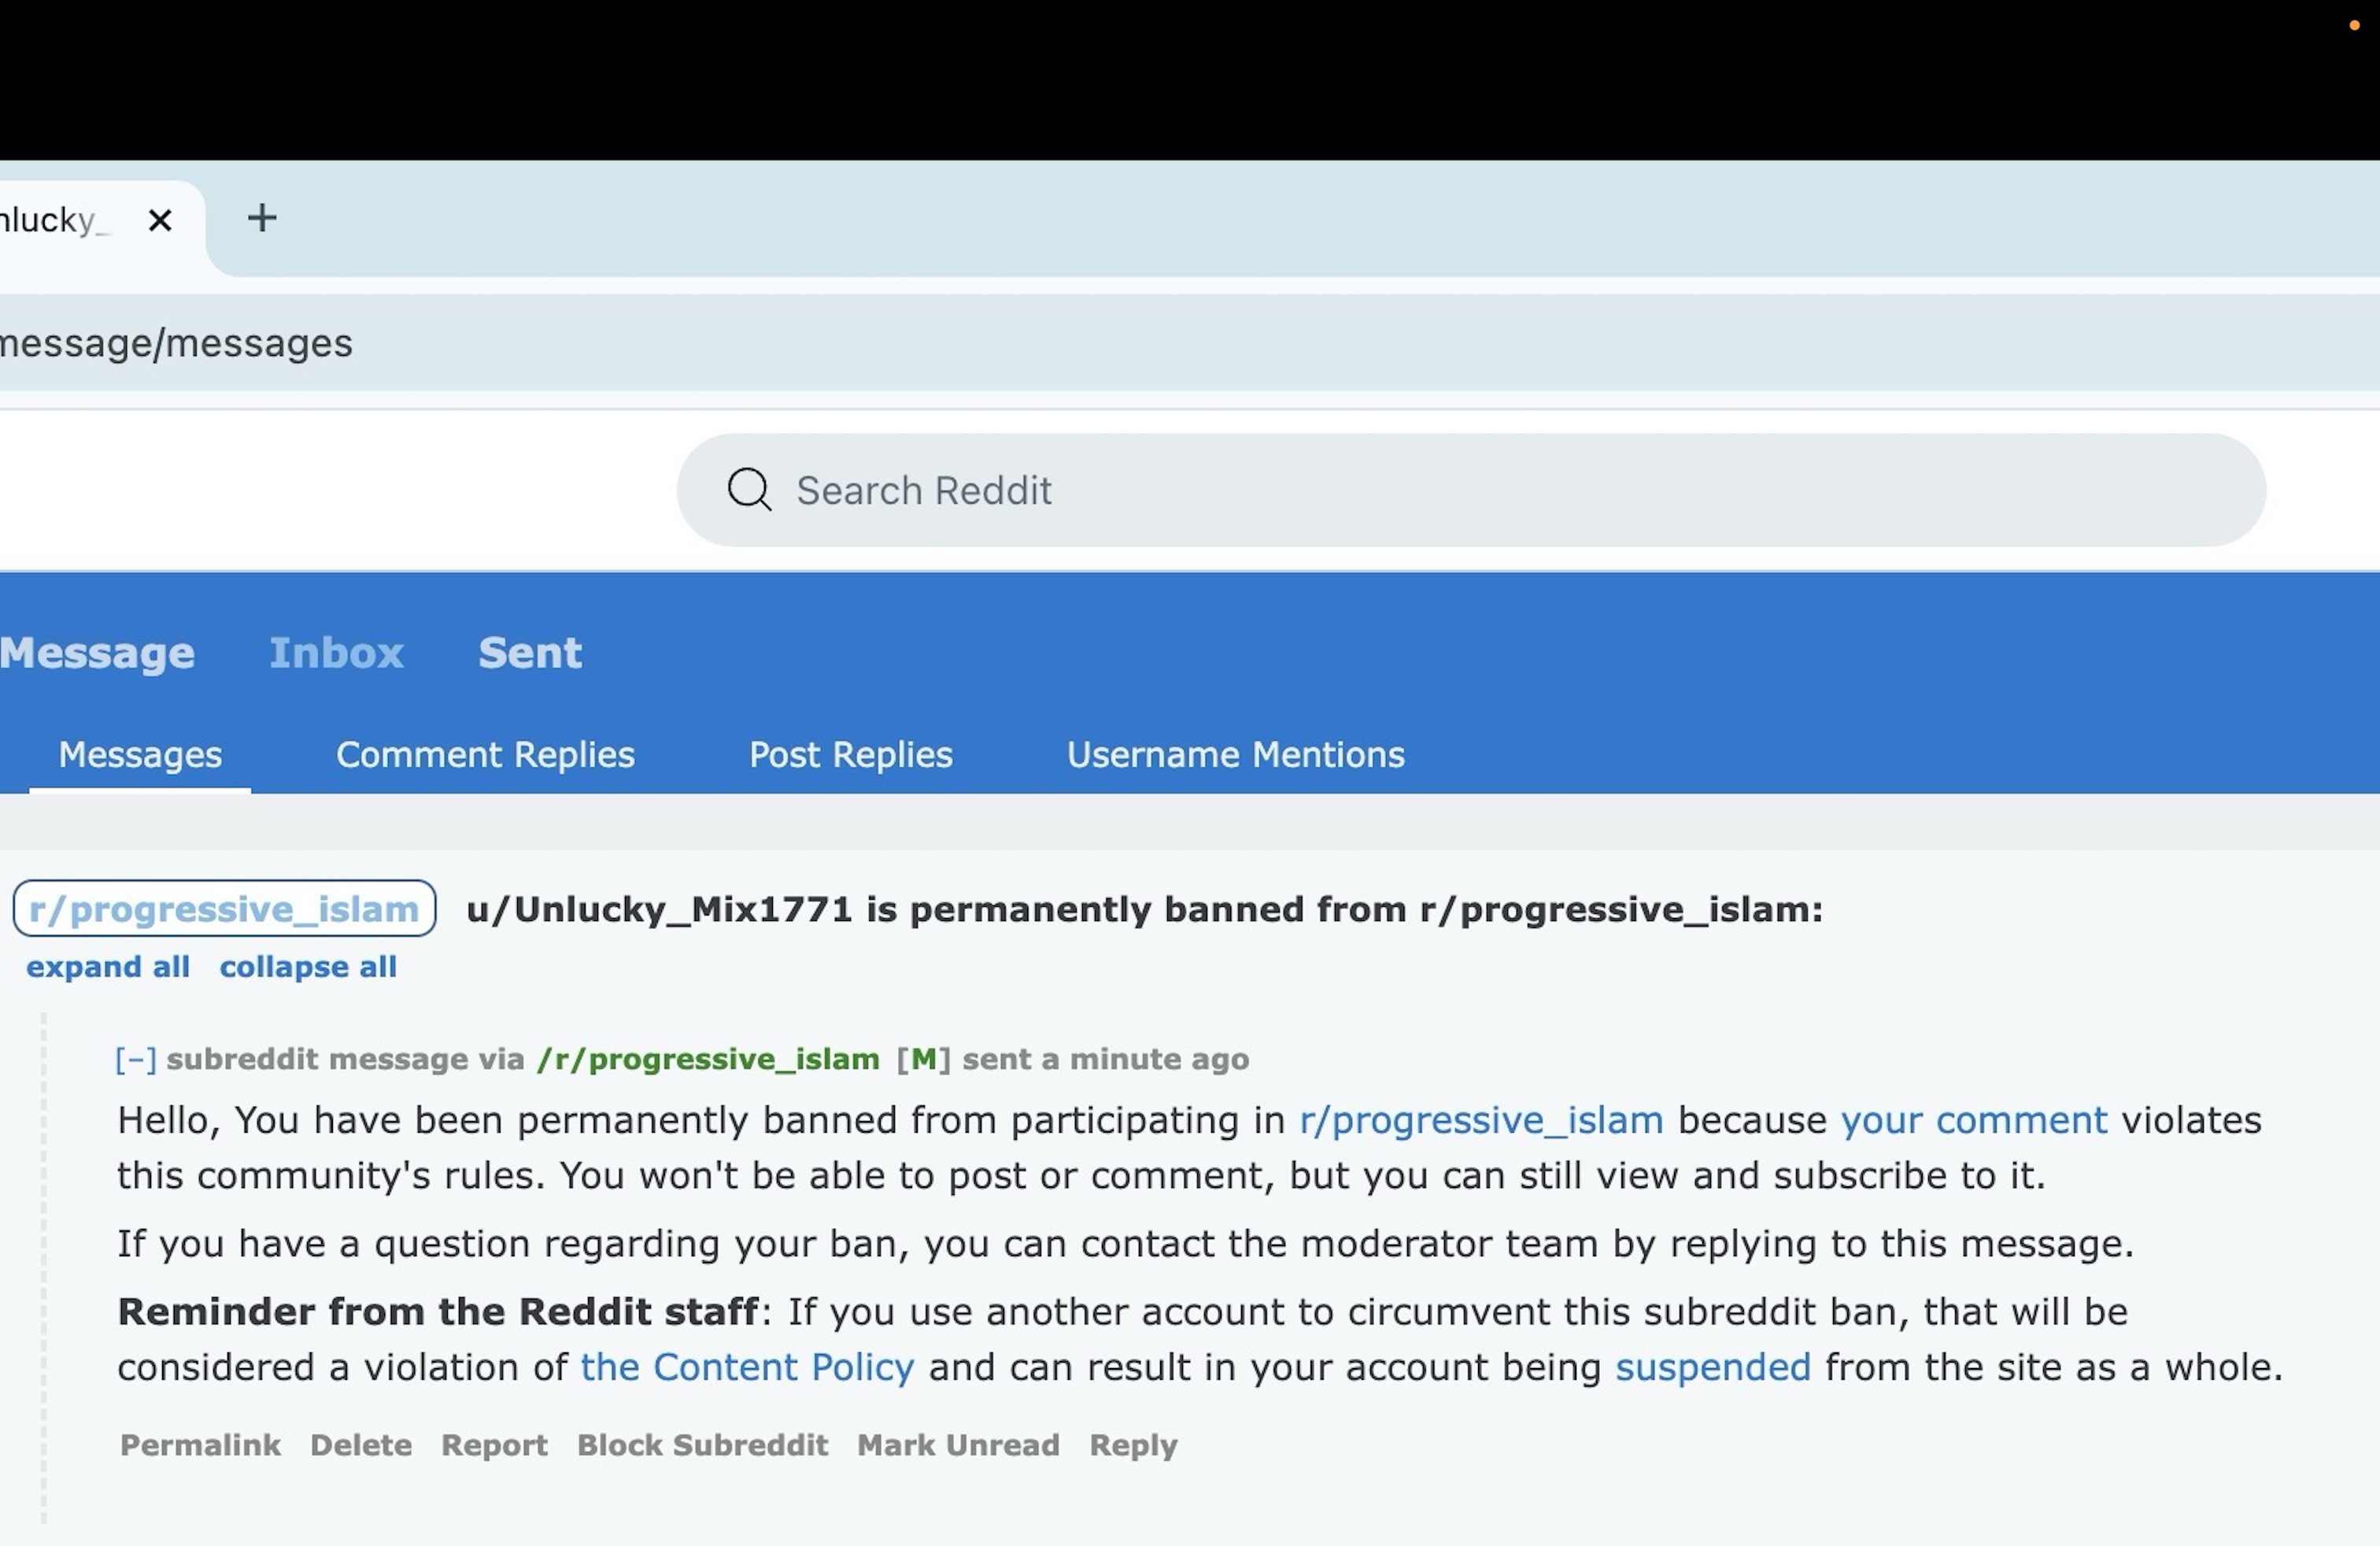 nlucky_
message/messages
Search Reddit
Message Inbox Sent
Messages Comment Replies Post Replies Username Mentions
r/progressive_islam u/Unlucky_Mix1771 is permanently banned from r/progressive_islam:
expand all collapse all
[−] subreddit message via /r/progressive_islam [M] sent a minute ago
Hello, You have been permanently banned from participating in r/progressive_islam because your comment violates
this community's rules. You won't be able to post or comment, but you can still view and subscribe to it.
If you have a question regarding your ban, you can contact the moderator team by replying to this message.
Reminder from the Reddit staff: If you use another account to circumvent this subreddit ban, that will be
considered a violation of the Content Policy and can result in your account being suspended from the site as a whole.
Permalink Delete Report Block Subreddit Mark Unread Reply